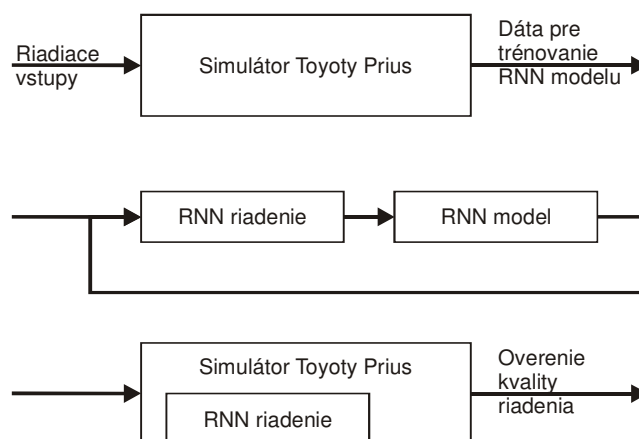 Riadiace
vstupy
Simulátor Toyoty Prius
Dáta pre
trénovanie
RNN modelu
RNN riadenie
RNN model
Simulátor Toyoty Prius
RNN riadenie
Overenie
kvality
riadenia